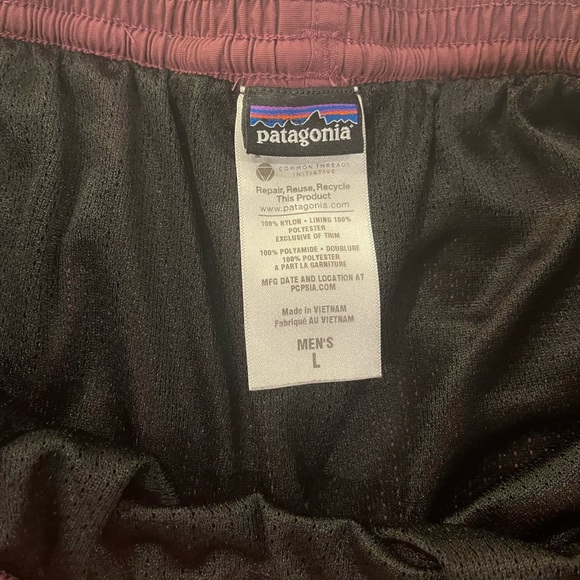 patagonia®
COMMON THREADS
INITIATIVE
Repair, Reuse, Recycle
This Product
www.patagonia.com
100% NYLON • LINING 100%
POLYESTER
EXCLUSIVE OF TRIM
100% POLYAMIDE • DOUBLURE
100% POLYESTER
A PART LA GARNITURE
MFG DATE AND LOCATION AT
PCPSIA.COM
Made in VIETNAM
Fabriqué AU VIETNAM
MEN'S
L